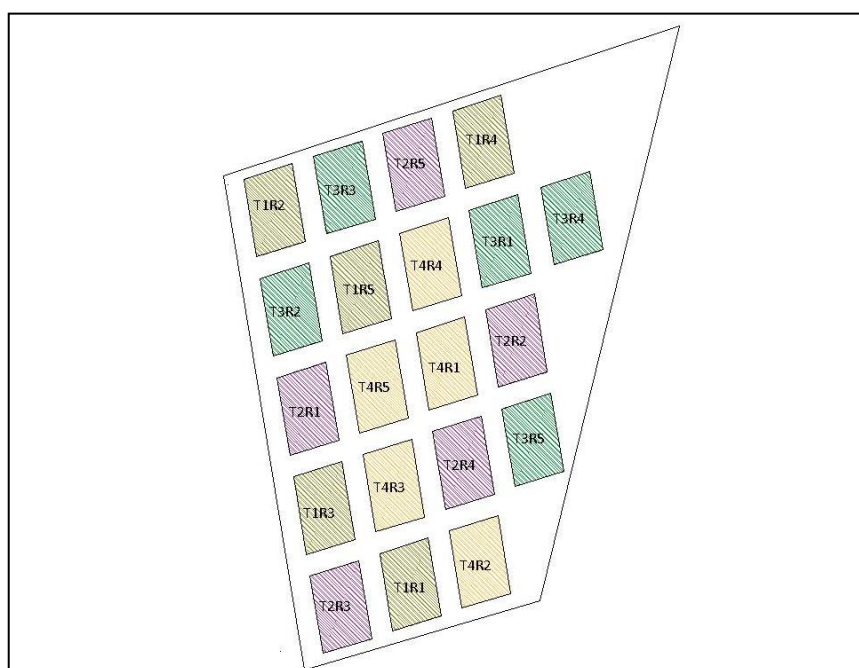 T1R2 T3R3 T2R5 T1R4
T3R2 T1R5 T4R4 T3R1 T3R4
T2R1 T4R5 T4R1 T2R2
T1R3 T4R3 T2R4 T3R5
T2R3 T1R1 T4R2